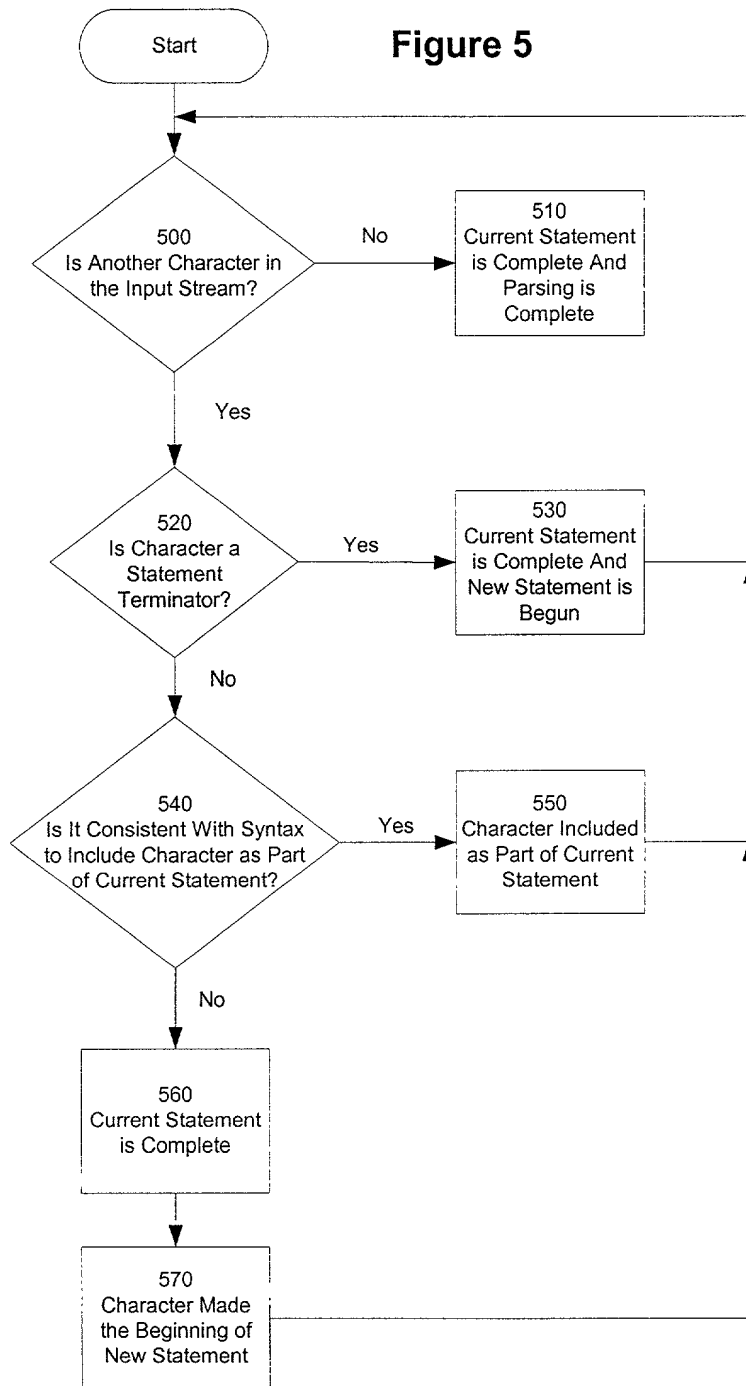 Start
Figure 5
500
Is Another Character in
the Input Stream?
No
510
Current Statement
is Complete And
Parsing is
Complete
Yes
520
Is Character a
Statement
Terminator?
Yes
530
Current Statement
is Complete And
New Statement is
Begun
No
540
Is It Consistent With Syntax
to Include Character as Part
of Current Statement?
Yes
550
Character Included
as Part of Current
Statement
No
560
Current Statement
is Complete
570
Character Made
the Beginning of
New Statement